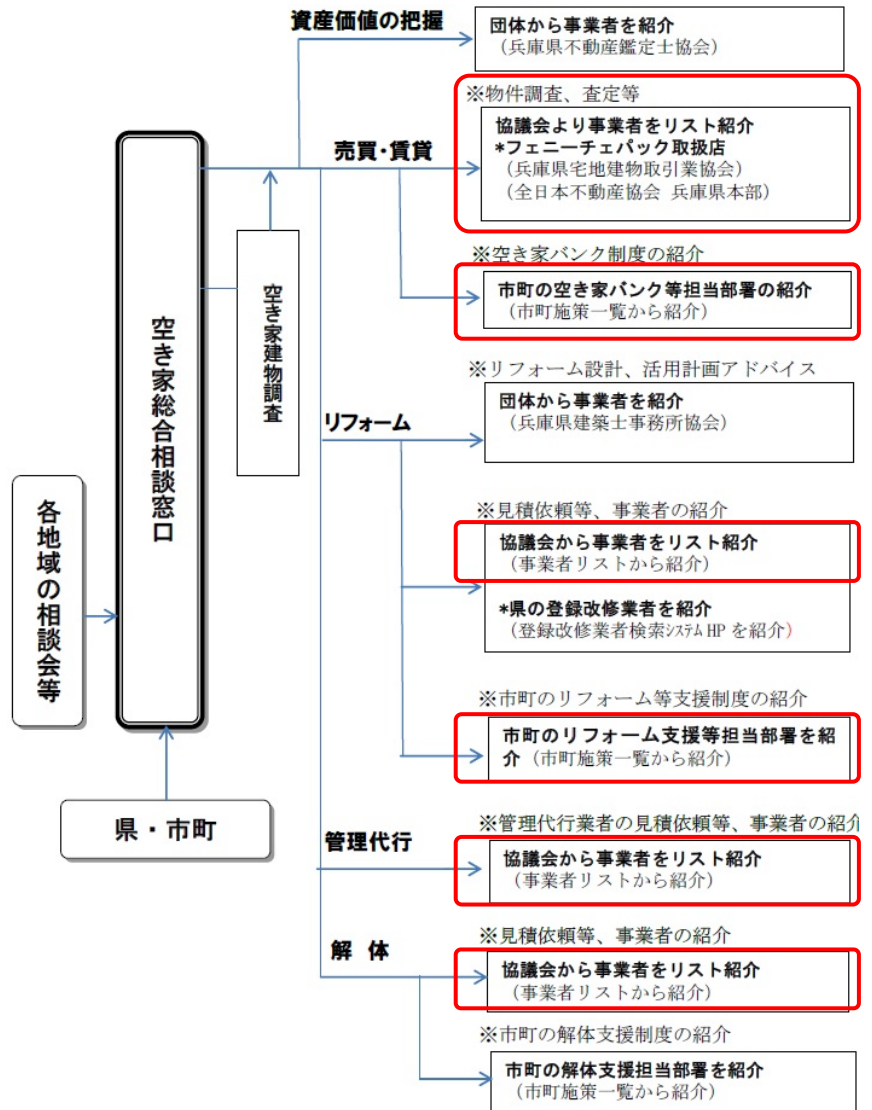 資産価値の把握
団体から事業者を紹介
（兵庫県不動産鑑定士協会）
※物件調査、査定等
協議会より事業者をリスト紹介
*フェニーチェパック取扱店
（兵庫県宅地建物取引業協会）
（全日本不動産協会 兵庫県本部）
売買・賃貸
※空き家バンク制度の紹介
市町の空き家バンク等担当部署の紹介
（市町施策一覧から紹介）
空き家建物調査
空き家総合相談窓口
※リフォーム設計、活用計画アドバイス
団体から事業者を紹介
（兵庫県建築士事務所協会）
リフォーム
各地域の相談会等
※見積依頼等、事業者の紹介
協議会から事業者をリスト紹介
（事業者リストから紹介）
*県の登録改修業者を紹介
（登録改修業者検索ｼｽﾃﾑ HP を紹介）
※市町のリフォーム等支援制度の紹介
市町のリフォーム支援等担当部署を紹
介（市町施策一覧から紹介）
県・市町
※管理代行業者の見積依頼等、事業者の紹介
管理代行
協議会から事業者をリスト紹介
（事業者リストから紹介）
※見積依頼等、事業者の紹介
解 体
協議会から事業者をリスト紹介
（事業者リストから紹介）
※市町の解体支援制度の紹介
市町の解体支援担当部署を紹介
（市町施策一覧から紹介）